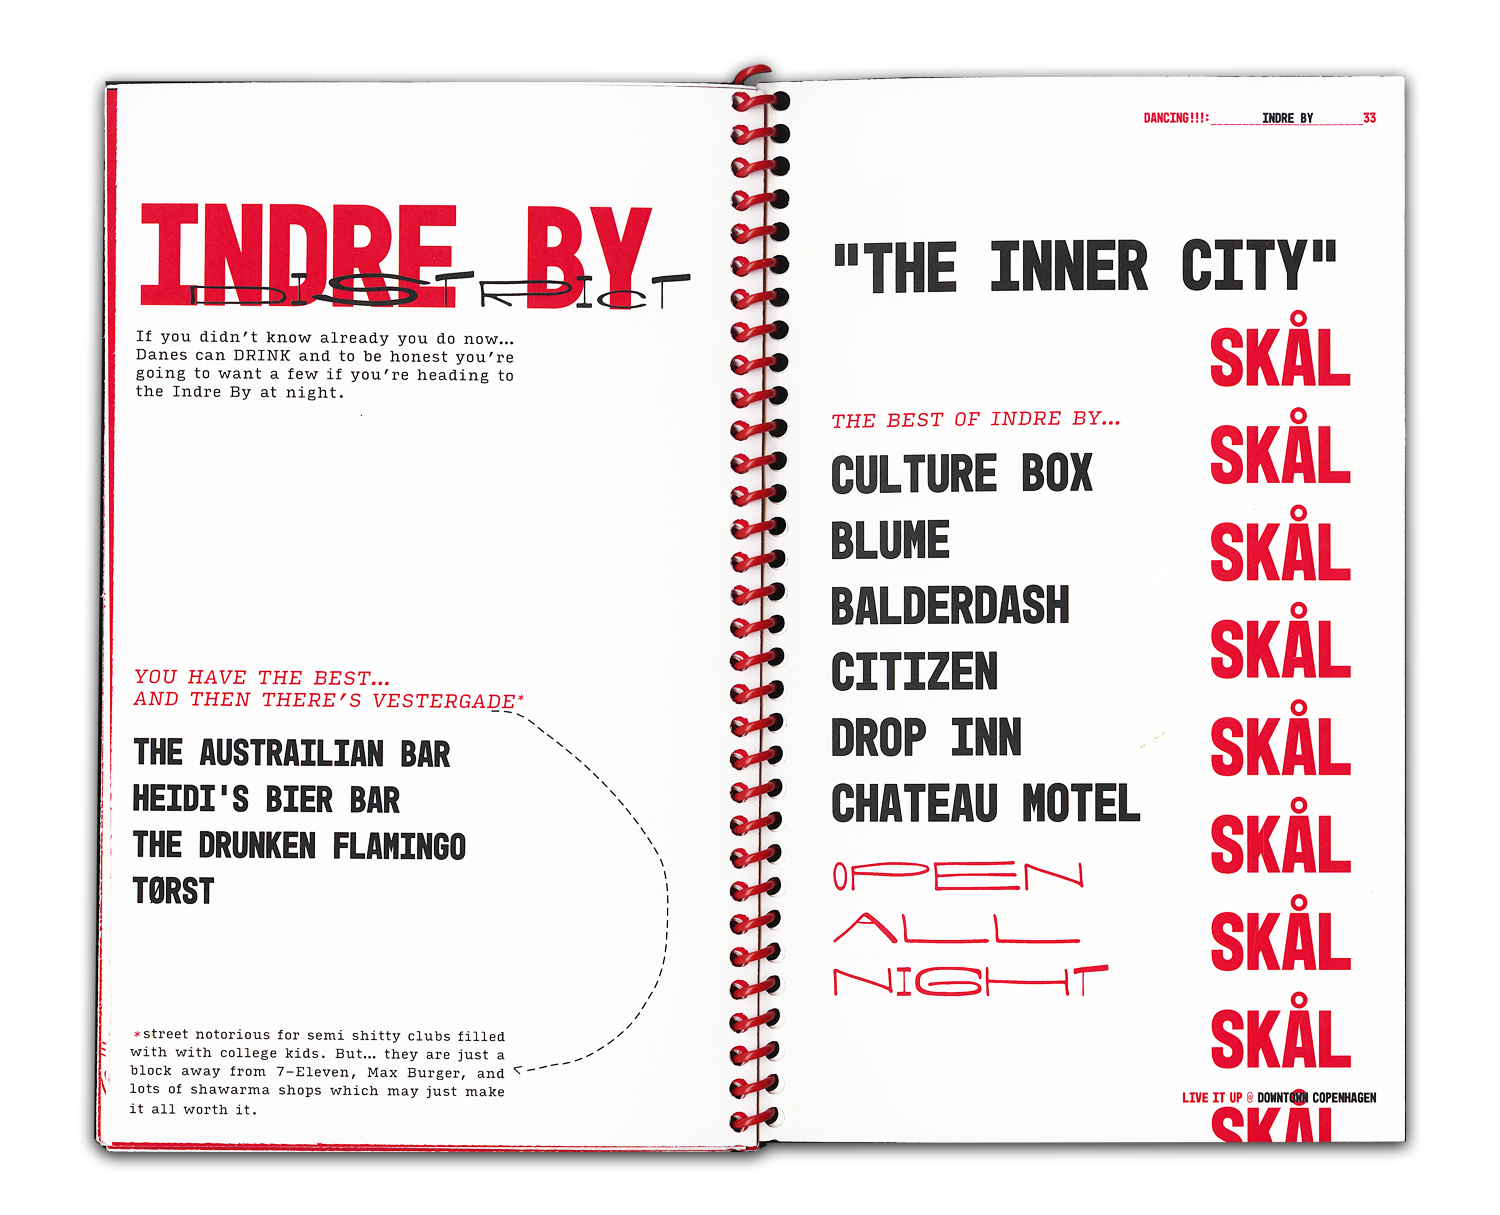 INDRE BY
DISTRICT
If you didn't know already you do now...
Danes can DRINK and to be honest you're
going to want a few if you're heading to
the Indre By at night.
YOU HAVE THE BEST...
AND THEN THERE'S VESTERGADE*
THE AUSTRAILIAN BAR
HEIDI'S BIER BAR
THE DRUNKEN FLAMINGO
TØRST
*street notorious for semi shitty clubs filled
with with college kids. But... they are just a
block away from 7-Eleven, Max Burger, and
lots of shawarma shops which may just make
it all worth it.
DANCING!!!:________INDRE BY________33
"THE INNER CITY"
SKÅL
SKÅL
SKÅL
SKÅL
SKÅL
SKÅL
SKÅL
SKÅL
SKÅL
THE BEST OF INDRE BY...
CULTURE BOX
BLUME
BALDERDASH
CITIZEN
DROP INN
CHATEAU MOTEL
OPEN
ALL
NIGHT
LIVE IT UP @ DOWNTOWN COPENHAGEN